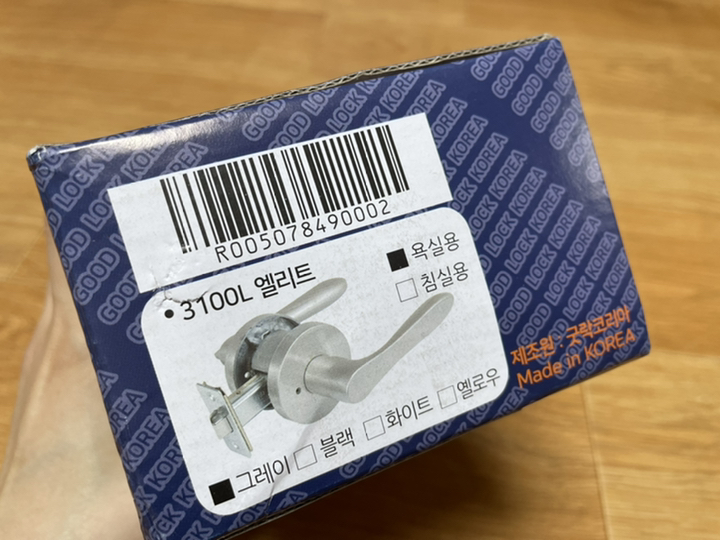 GOOD LOCK KOREA
R005078490002
• 3100L 엘리트
■ 욕실용
□ 침실용
■ 그레이 □ 블랙 □ 화이트 □ 옐로우
제조원 : 굿락코리아
Made in KOREA